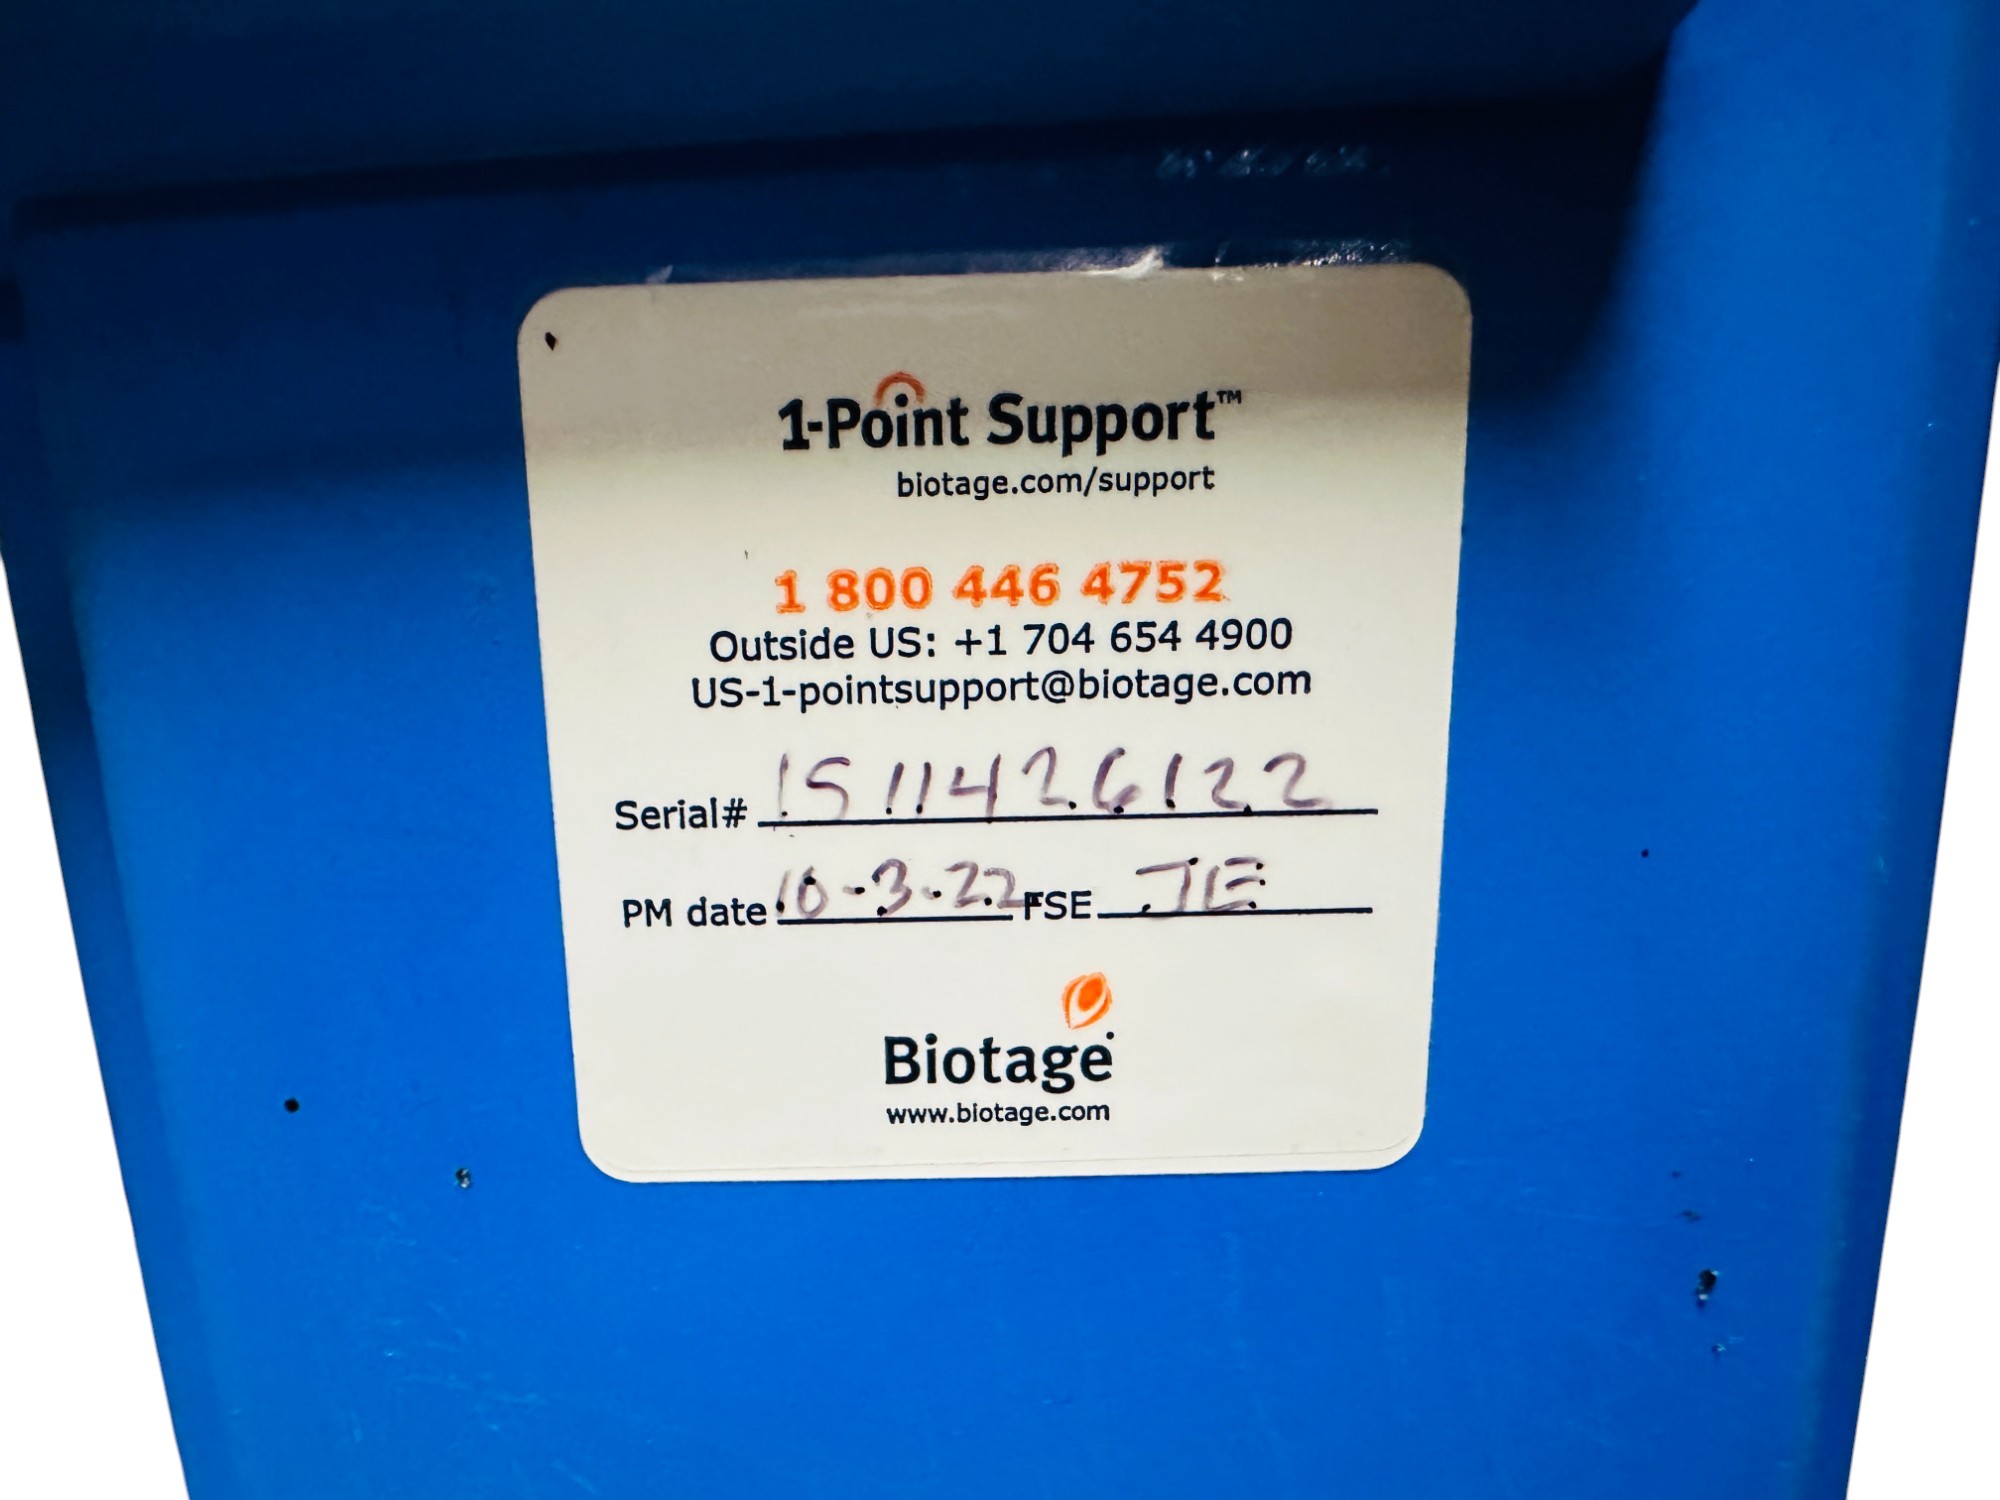 1-Point Support™
biotage.com/support
1 800 446 4752
Outside US: +1 704 654 4900
US-1-pointsupport@biotage.com
Serial# 1511426122
PM date 10-3-22 FSE JE
Biotage
www.biotage.com